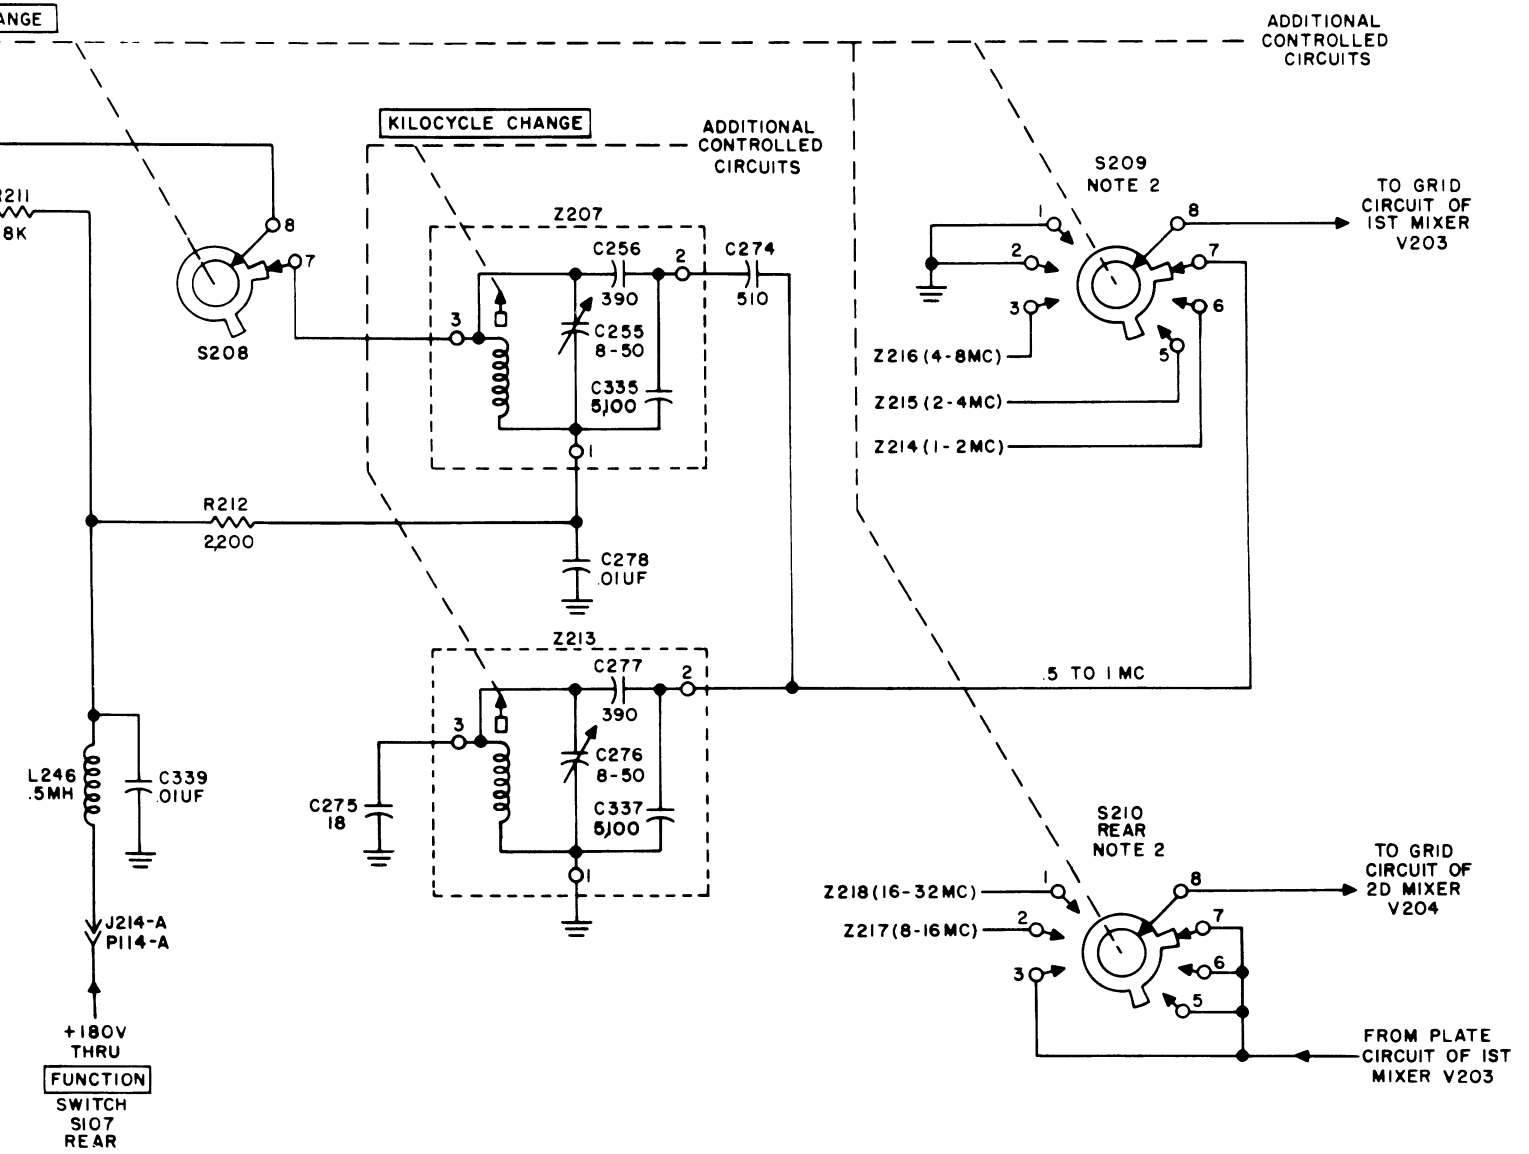 ANGE
ADDITIONAL
CONTROLLED
CIRCUITS
KILOCYCLE CHANGE
ADDITIONAL
CONTROLLED
CIRCUITS
R211
8K
8
7
S208
Z207
C256
390
2
C274
510
3
C255
8-50
C335
5,100
1
R212
2,200
C278
.01UF
S209
NOTE 2
1
2
3
8
7
6
5
TO GRID
CIRCUIT OF
1ST MIXER
V203
Z216 (4-8MC)
Z215 (2-4MC)
Z214 (1-2MC)
Z213
C277
390
2
3
C276
8-50
C337
5,100
1
C275
18
.5 TO 1 MC
L246
.5MH
C339
.01UF
J214-A
P114-A
+180V
THRU
FUNCTION
SWITCH
S107
REAR
S210
REAR
NOTE 2
Z218 (16-32MC)
Z217 (8-16MC)
1
2
3
8
7
6
5
TO GRID
CIRCUIT OF
2D MIXER
V204
FROM PLATE
CIRCUIT OF 1ST
MIXER V203